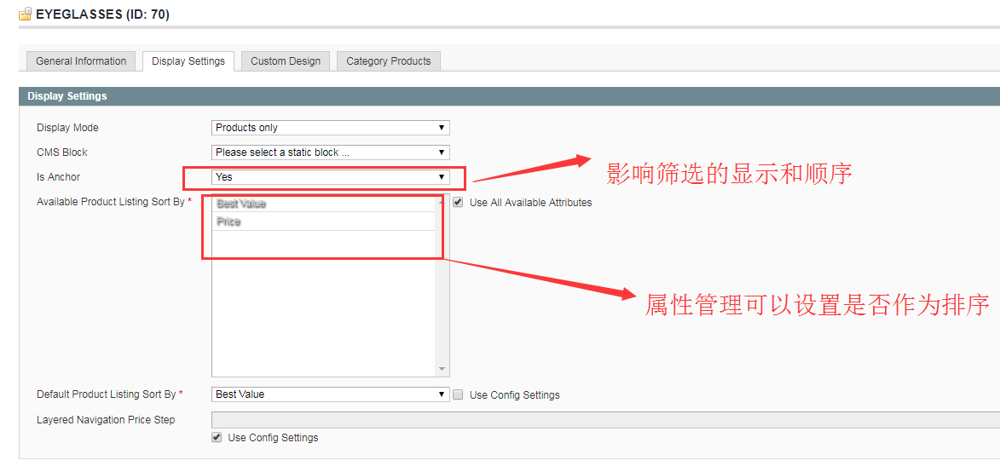 EYEGLASSES (ID: 70)
General Information Display Settings Custom Design Category Products
Display Settings
Display Mode Products only
CMS Block Please select a static block ...
Is Anchor Yes
影响筛选的显示和顺序
Available Product Listing Sort By * Best Value Use All Available Attributes
Price
属性管理可以设置是否作为排序
Default Product Listing Sort By * Best Value Use Config Settings
Layered Navigation Price Step
Use Config Settings